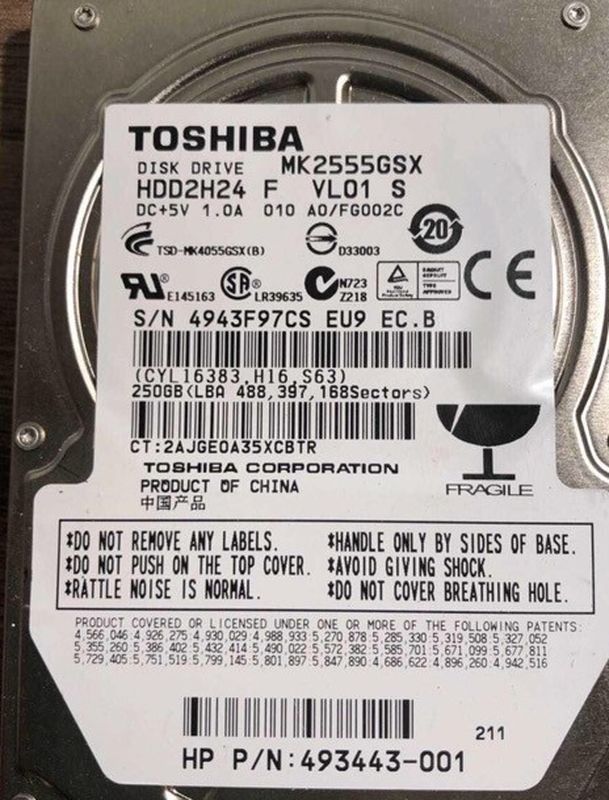 TOSHIBA
DISK DRIVE MK2555GSX
HDD2H24 F VL01 S
DC+5V 1.0A 010 A0/FG002C
20
TSD-MK4055GSX(B) D33003
E145163 LR39635 N723
Z218
S/N 4943F97CS EU9 EC.B
(CYL16383,H16,S63)
250GB(LBA 488,397,168Sectors)
CT:2AJGEOA35XCBTR
TOSHIBA CORPORATION
PRODUCT OF CHINA
中国产品
FRAGILE
*DO NOT REMOVE ANY LABELS. *HANDLE ONLY BY SIDES OF BASE.
*DO NOT PUSH ON THE TOP COVER. *AVOID GIVING SHOCK.
*RATTLE NOISE IS NORMAL. *DO NOT COVER BREATHING HOLE.
PRODUCT COVERED OR LICENSED UNDER ONE OR MORE OF THE FOLLOWING PATENTS:
4,566,046:4,926,275:4,930,029:4,988,933:5,270,878:5,285,330:5,319,508:5,327,052
5,355,260:5,386,402:5,432,414:5,490,022:5,572,382:5,585,701:5,671,099:5,677,811
5,729,405:5,751,519:5,799,145:5,801,897:5,847,890:4,686,622:4,896,260:4,942,516
211
HP P/N:493443-001